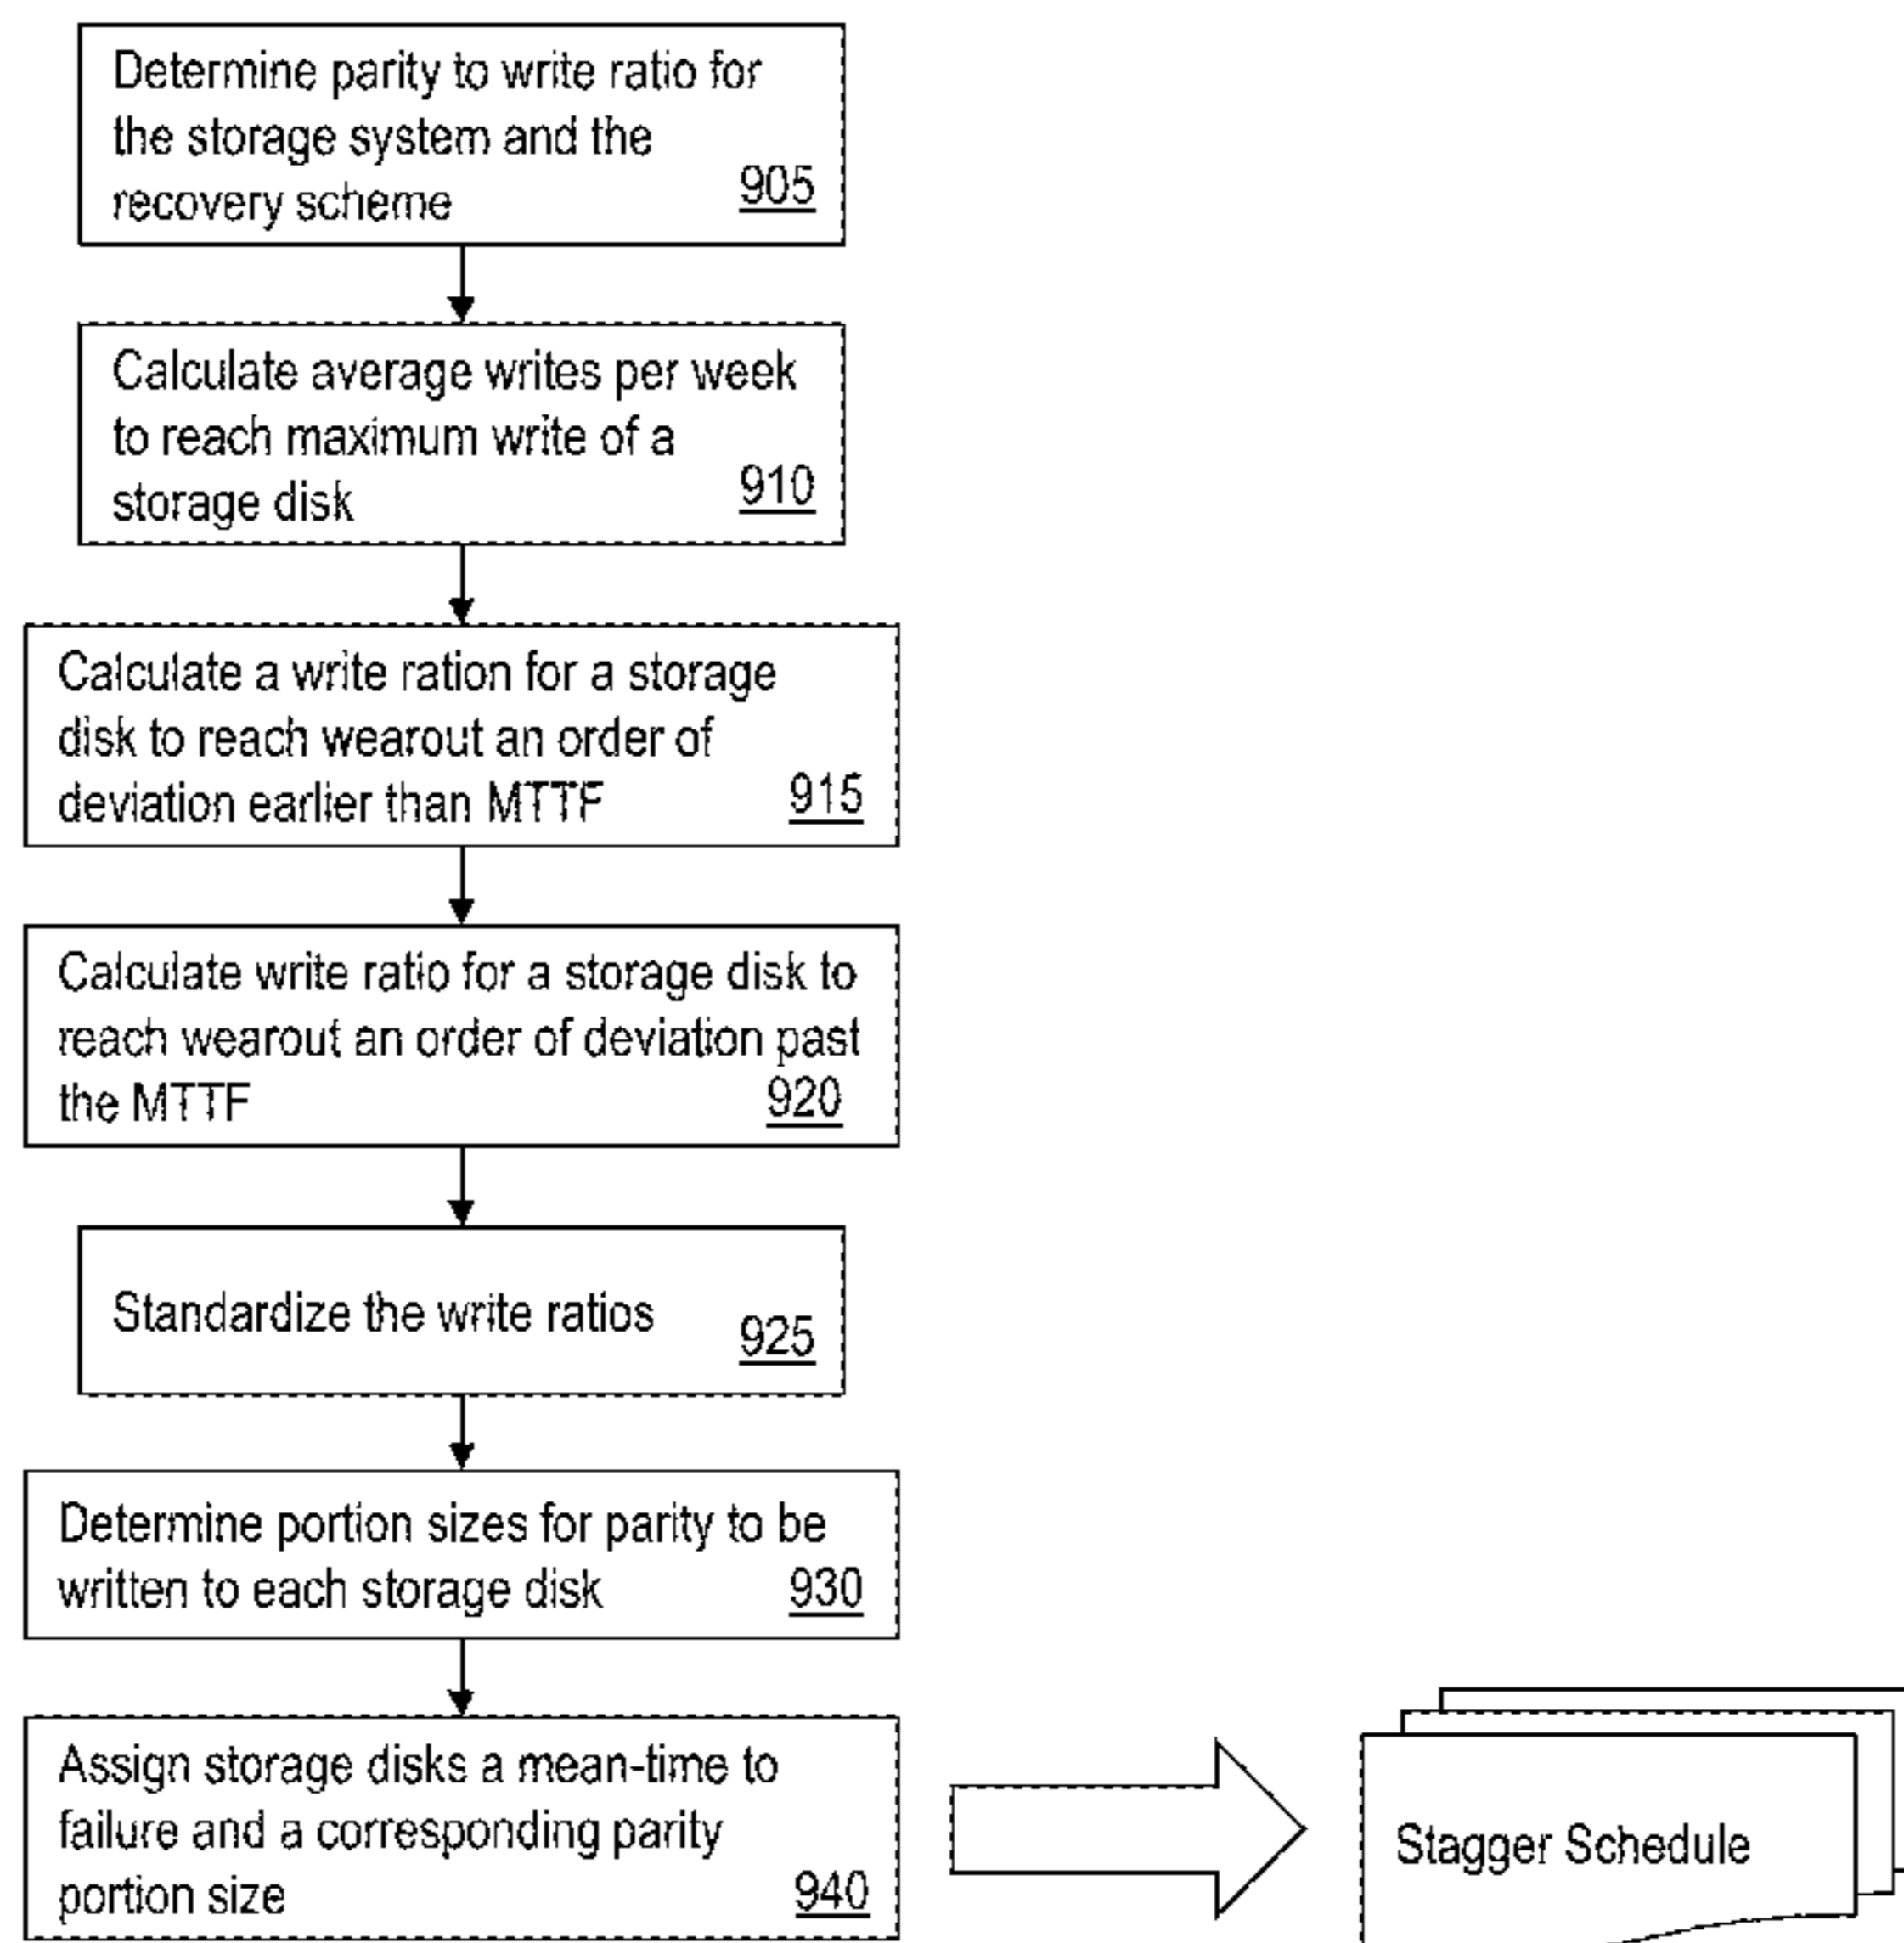 Determine parity to write ratio for
the storage system and the
recovery scheme
905
Calculate average writes per week
to reach maximum write of a
storage disk
910
Calculate a write ration for a storage
disk to reach wearout an order of
deviation earlier than MTTF
915
Calculate write ratio for a storage disk to
reach wearout an order of deviation past
the MTTF
920
Standardize the write ratios
925
Determine portion sizes for parity to be
written to each storage disk
930
Assign storage disks a mean-time to
failure and a corresponding parity
portion size
940
Stagger Schedule